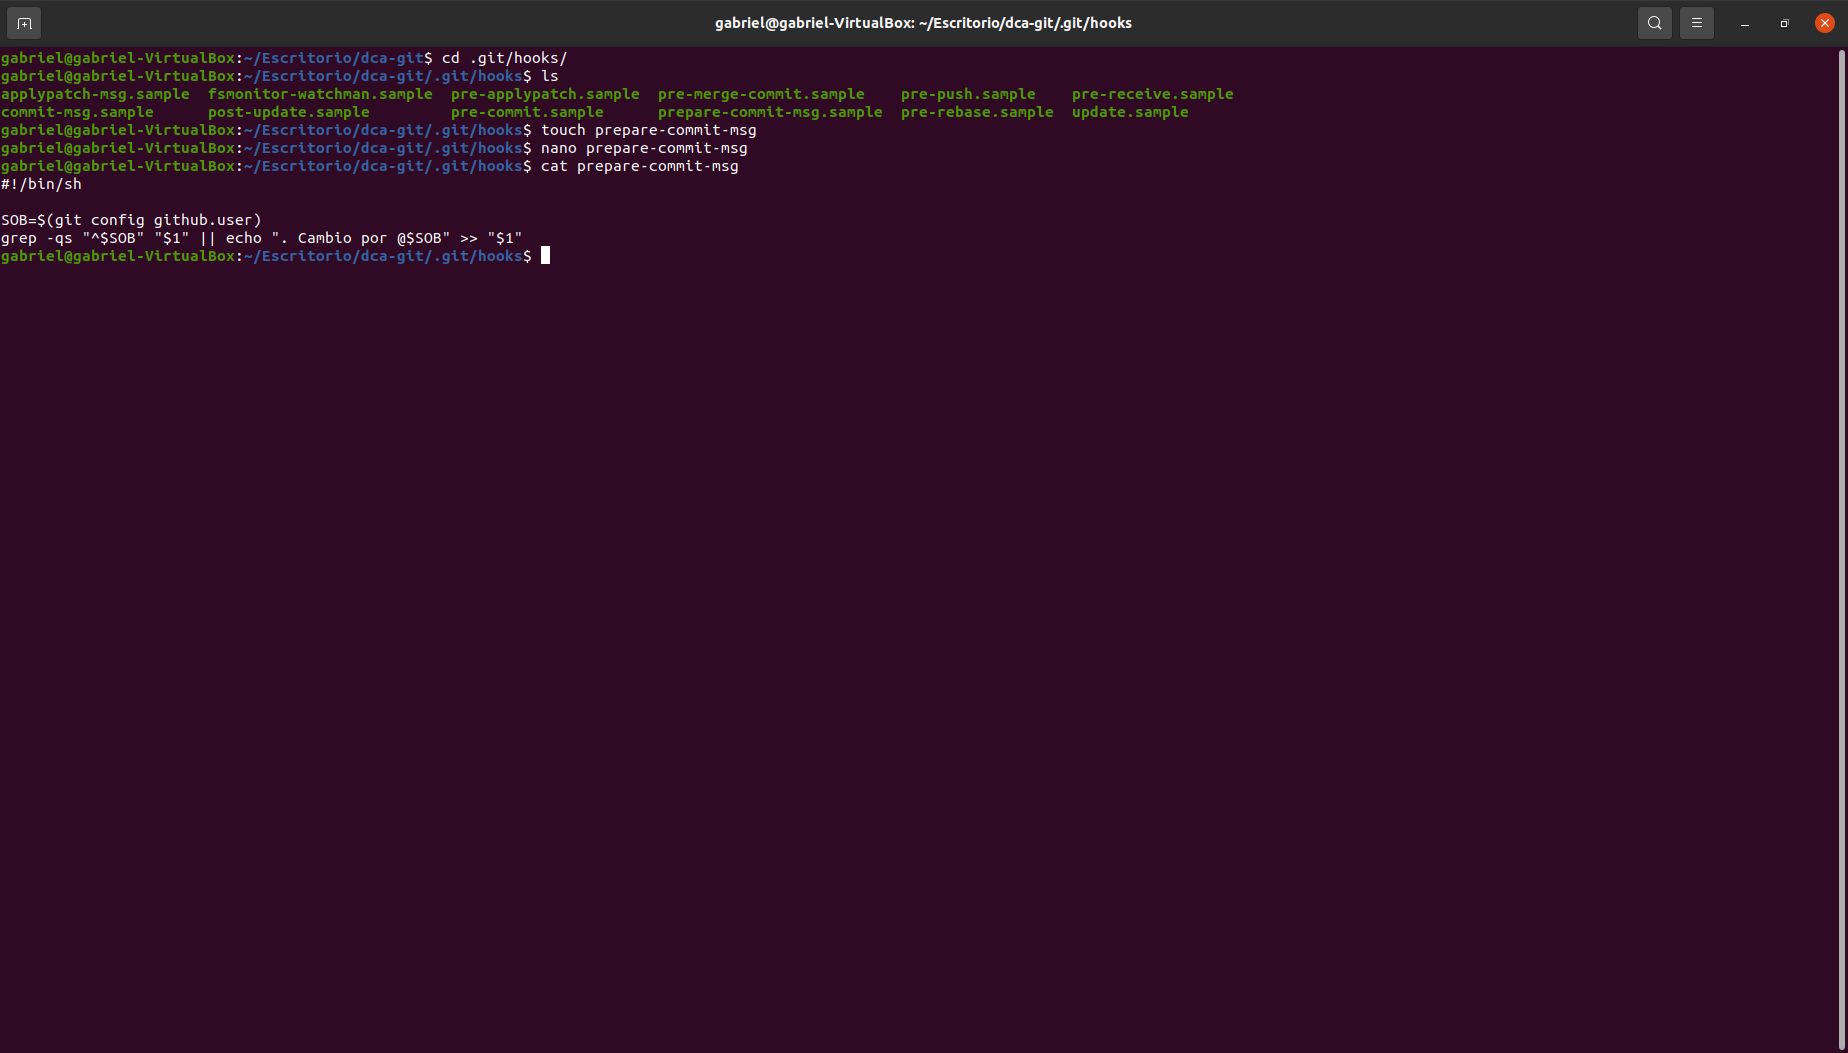 gabriel@gabriel-VirtualBox: ~/Escritorio/dca-git/.git/hooks
gabriel@gabriel-VirtualBox:~/Escritorio/dca-git$ cd .git/hooks/
gabriel@gabriel-VirtualBox:~/Escritorio/dca-git/.git/hooks$ ls
applypatch-msg.sample  fsmonitor-watchman.sample  pre-applypatch.sample  pre-merge-commit.sample    pre-push.sample    pre-receive.sample
commit-msg.sample      post-update.sample         pre-commit.sample      prepare-commit-msg.sample  pre-rebase.sample  update.sample
gabriel@gabriel-VirtualBox:~/Escritorio/dca-git/.git/hooks$ touch prepare-commit-msg
gabriel@gabriel-VirtualBox:~/Escritorio/dca-git/.git/hooks$ nano prepare-commit-msg
gabriel@gabriel-VirtualBox:~/Escritorio/dca-git/.git/hooks$ cat prepare-commit-msg
#!/bin/sh
SOB=$(git config github.user)
grep -qs "^$SOB" "$1" || echo ". Cambio por @$SOB" >> "$1"
gabriel@gabriel-VirtualBox:~/Escritorio/dca-git/.git/hooks$